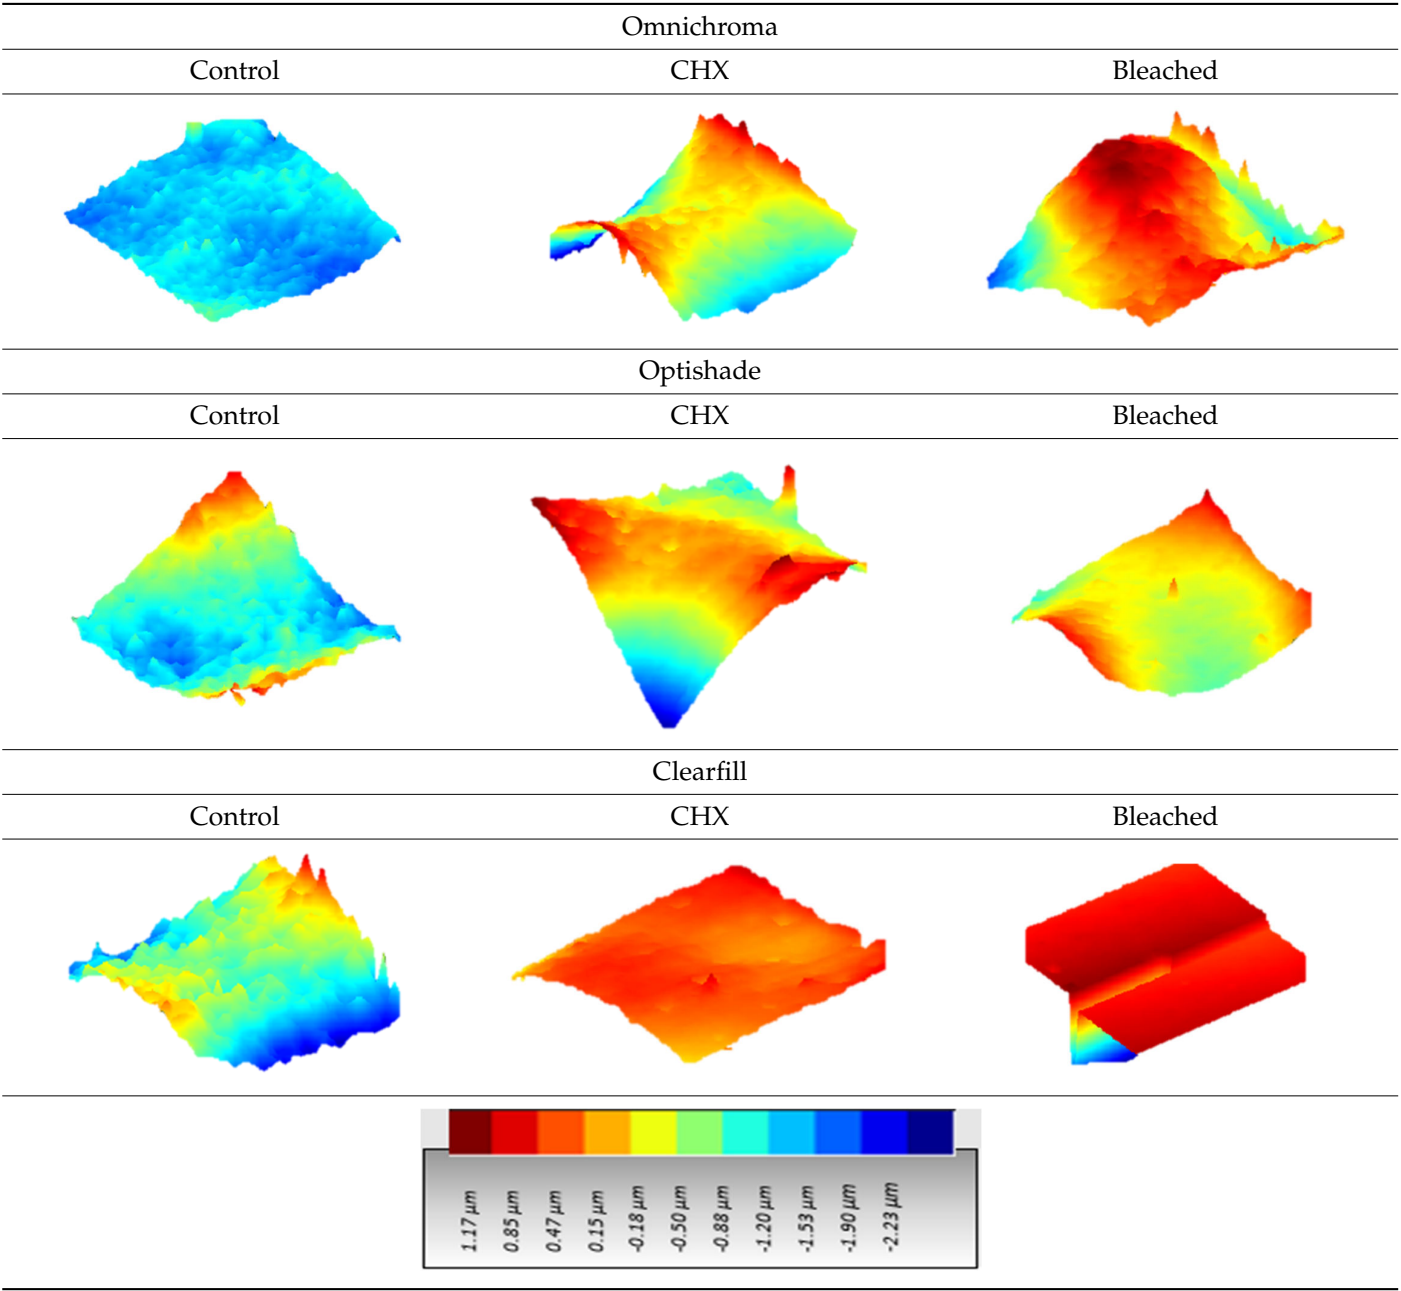 Omnichroma
Control CHX Bleached
Optishade
Control CHX Bleached
Clearfill
Control CHX Bleached
1.17 µm
0.85 µm
0.47 µm
0.15 µm
-0.18 µm
-0.50 µm
-0.88 µm
-1.20 µm
-1.53 µm
-1.90 µm
-2.23 µm